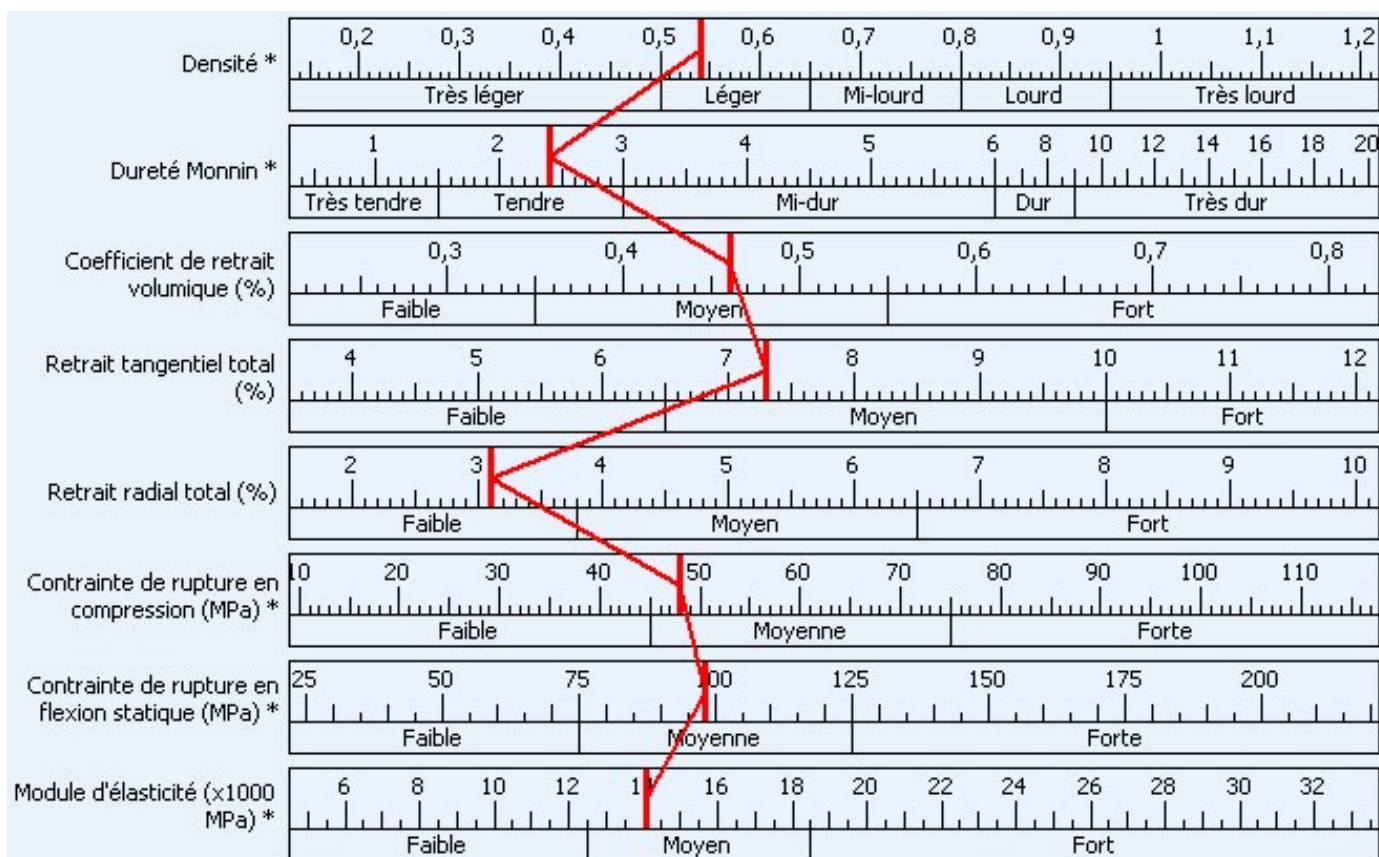 0,2 0,3 0,4 0,5 0,6 0,7 0,8 0,9 1 1,1 1,2
Densité *
Très léger Léger Mi-lourd Lourd Très lourd
1 2 3 4 5 6 8 10 12 14 16 18 20
Dureté Monnin *
Très tendre Tendre Mi-dur Dur Très dur
0,3 0,4 0,5 0,6 0,7 0,8
Coefficient de retrait
volumique (%)
Faible Moyen Fort
4 5 6 7 8 9 10 11 12
Retrait tangentiel total
(%)
Faible Moyen Fort
2 3 4 5 6 7 8 9 10
Retrait radial total (%)
Faible Moyen Fort
10 20 30 40 50 60 70 80 90 100 110
Contrainte de rupture en
compression (MPa) *
Faible Moyenne Forte
25 50 75 100 125 150 175 200
Contrainte de rupture en
flexion statique (MPa) *
Faible Moyenne Forte
6 8 10 12 14 16 18 20 22 24 26 28 30 32
Module d'élasticité (x1000
MPa) *
Faible Moyen Fort